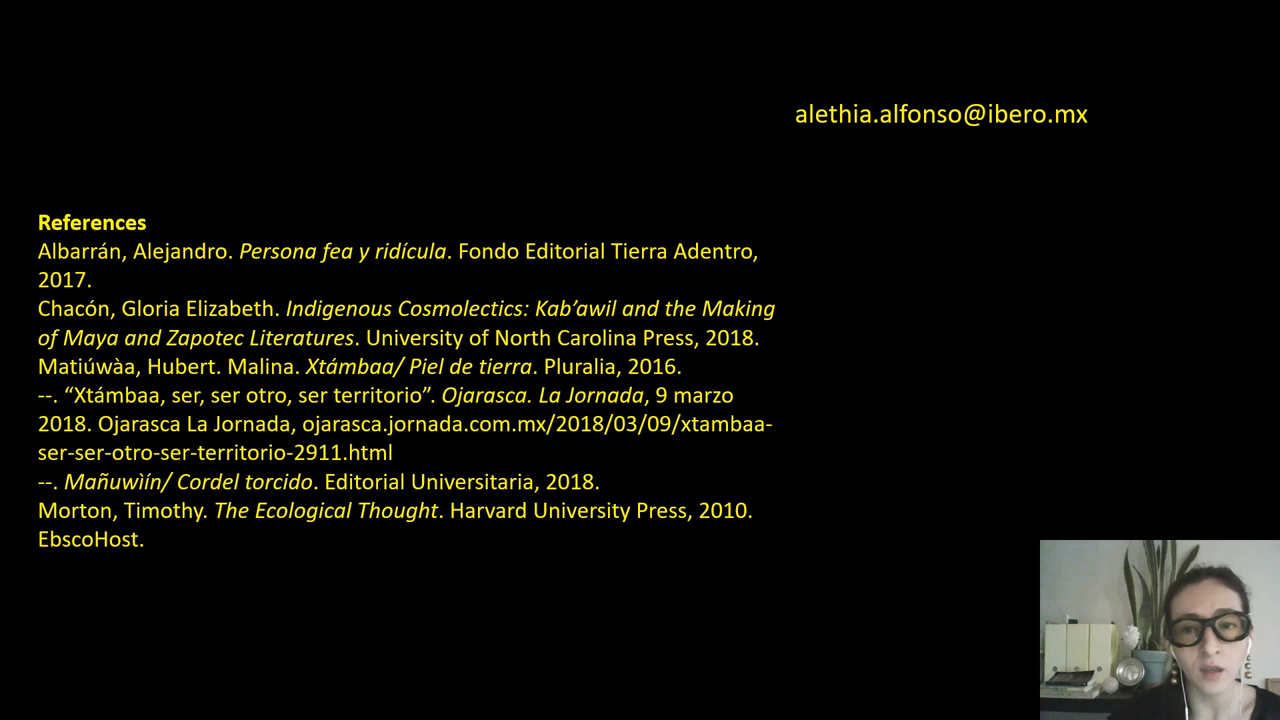 alethia.alfonso@ibero.mx
References
Albarrán, Alejandro. Persona fea y ridícula. Fondo Editorial Tierra Adentro,
2017.
Chacón, Gloria Elizabeth. Indigenous Cosmolectics: Kab’awil and the Making
of Maya and Zapotec Literatures. University of North Carolina Press, 2018.
Matiúwàa, Hubert. Malina. Xtámbaa/ Piel de tierra. Pluralia, 2016.
--. “Xtámbaa, ser, ser otro, ser territorio”. Ojarasca. La Jornada, 9 marzo
2018. Ojarasca La Jornada, ojarasca.jornada.com.mx/2018/03/09/xtambaa-
ser-ser-otro-ser-territorio-2911.html
--. Mañuwìín/ Cordel torcido. Editorial Universitaria, 2018.
Morton, Timothy. The Ecological Thought. Harvard University Press, 2010.
EbscoHost.